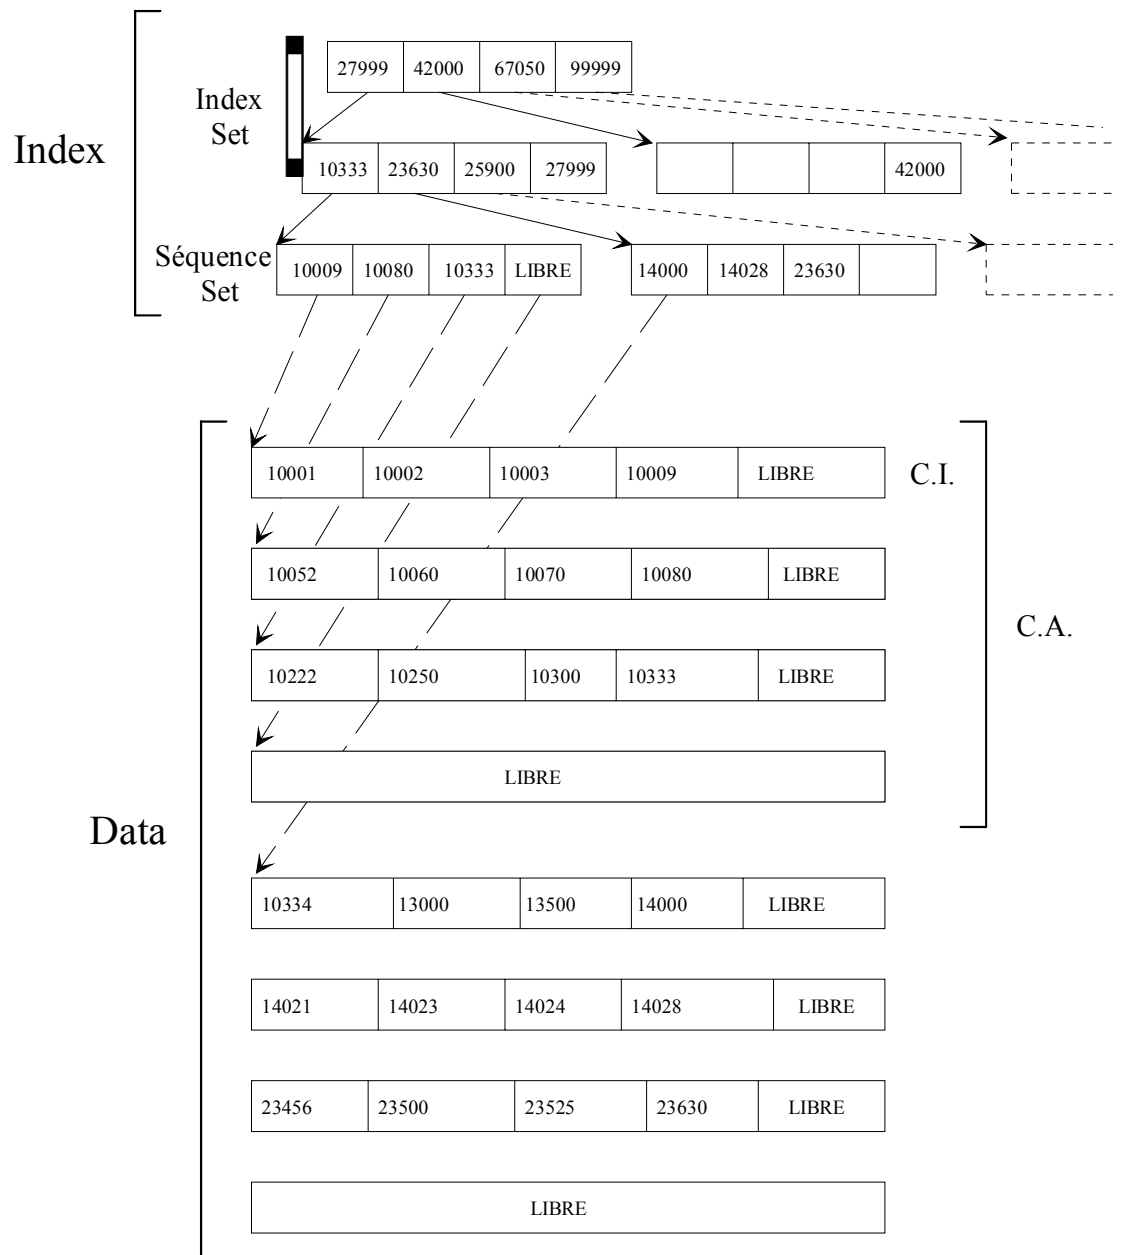 27999 42000 67050 99999
Index
Set
Index
10333 23630 25900 27999
42000
Séquence
Set
10009 10080 10333 LIBRE
14000 14028 23630
10001 10002 10003 10009 LIBRE
C.I.
10052 10060 10070 10080 LIBRE
C.A.
10222 10250 10300 10333 LIBRE
LIBRE
Data
10334 13000 13500 14000 LIBRE
14021 14023 14024 14028 LIBRE
23456 23500 23525 23630 LIBRE
LIBRE